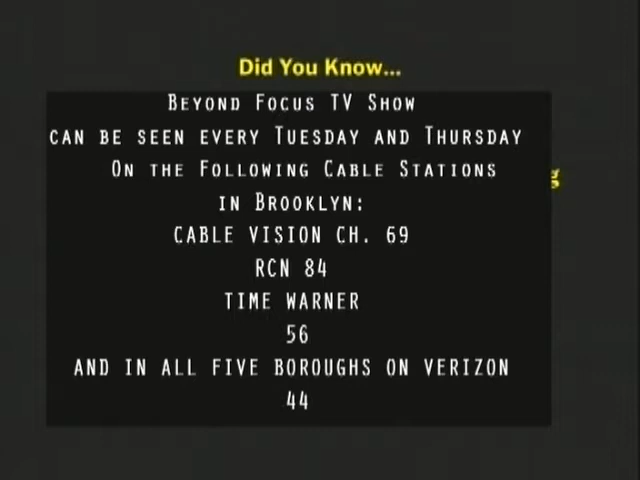 Did You Know...
BEYOND FOCUS TV SHOW
CAN BE SEEN EVERY TUESDAY AND THURSDAY
ON THE FOLLOWING CABLE STATIONS
IN BROOKLYN:
CABLE VISION CH. 69
RCN 84
TIME WARNER
56
AND IN ALL FIVE BOROUGHS ON VERIZON
44